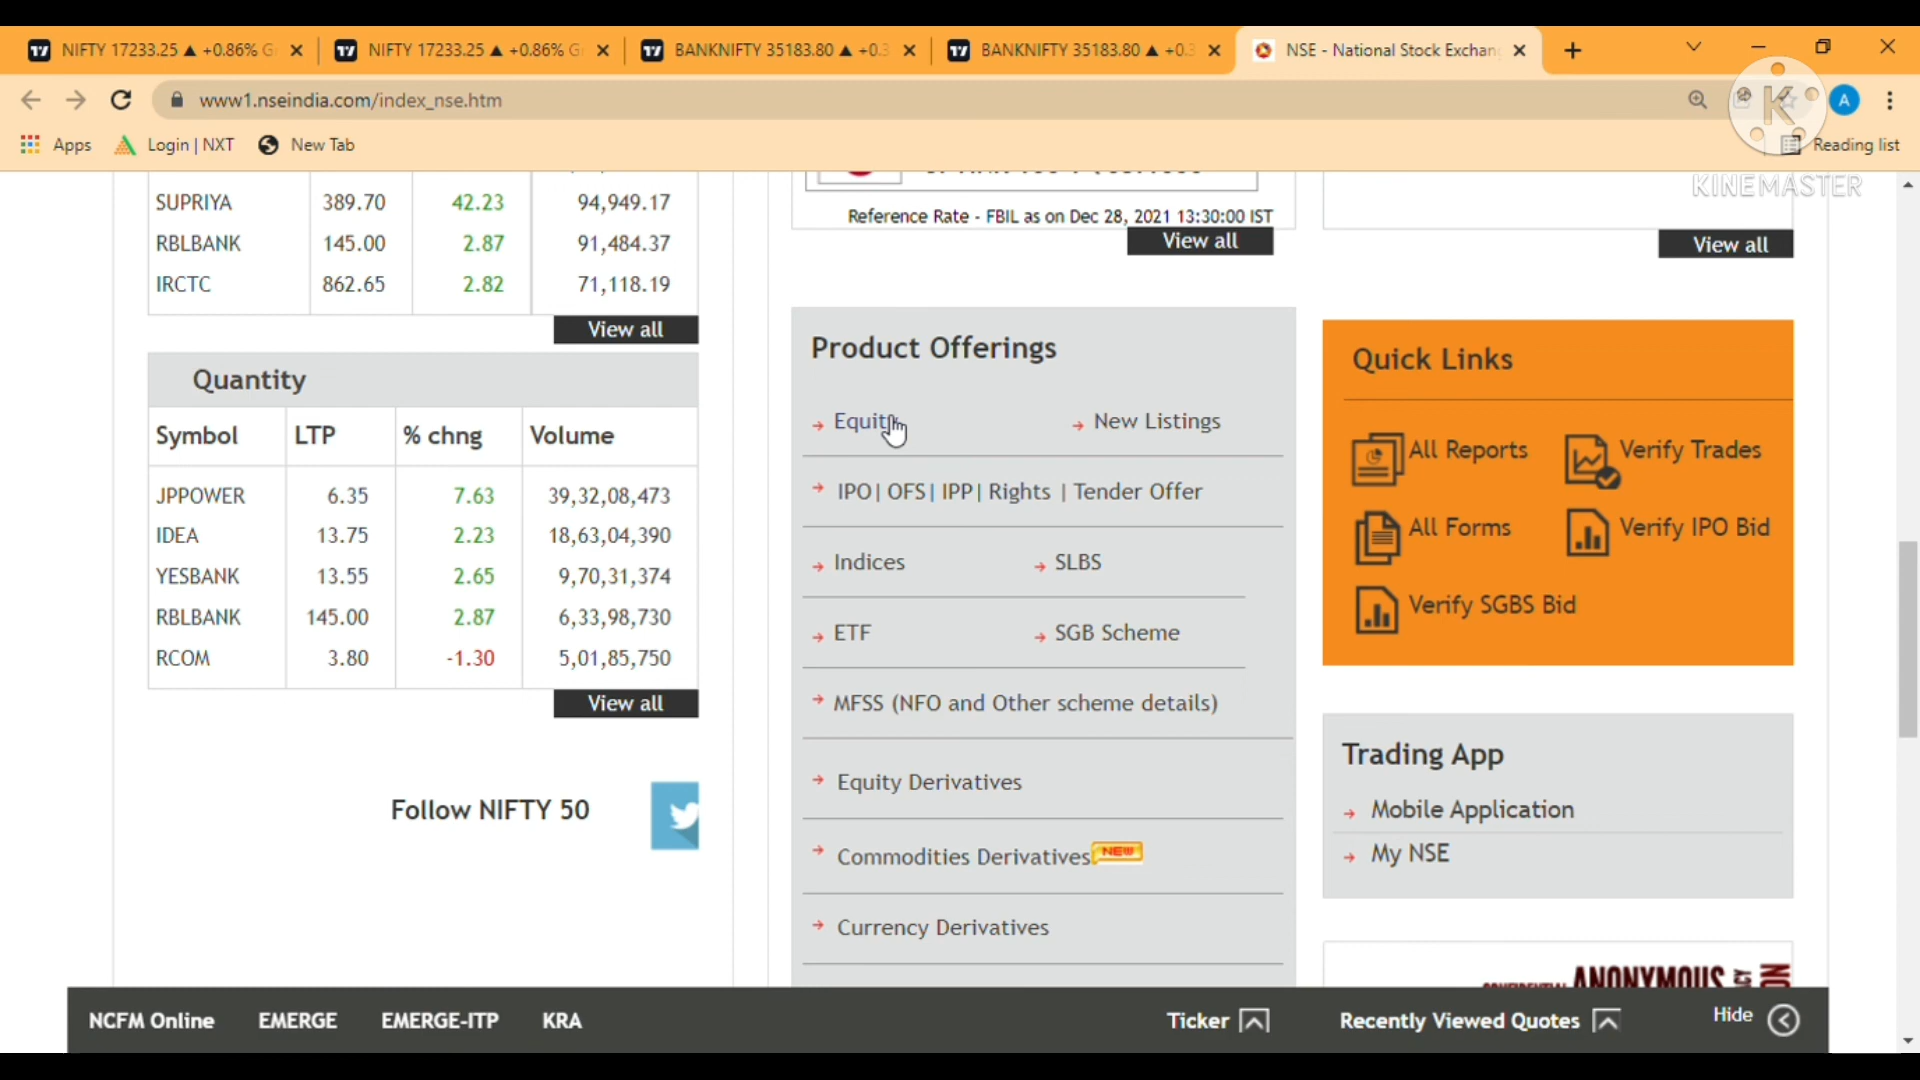 NIFTY 17233.25 ▲ +0.86% G
NIFTY 17233.25 ▲ +0.86% G
BANKNIFTY 35183.80 ▲ +0.3
BANKNIFTY 35183.80 ▲ +0.3
NSE - National Stock Exchan
www1.nseindia.com/index_nse.htm
K
A
Apps
Login | NXT
New Tab
Reading list
KINEMASTER
SUPRIYA 389.70 42.23 94,949.17
RBLBANK 145.00 2.87 91,484.37
IRCTC 862.65 2.82 71,118.19
View all
Quantity
Symbol LTP % chng Volume
JPPOWER 6.35 7.63 39,32,08,473
IDEA 13.75 2.23 18,63,04,390
YESBANK 13.55 2.65 9,70,31,374
RBLBANK 145.00 2.87 6,33,98,730
RCOM 3.80 -1.30 5,01,85,750
View all
Follow NIFTY 50
Reference Rate - FBIL as on Dec 28, 2021 13:30:00 IST
View all
Product Offerings
Equity
New Listings
IPO| OFS| IPP| Rights | Tender Offer
Indices
SLBS
ETF
SGB Scheme
MFSS (NFO and Other scheme details)
Equity Derivatives
Commodities Derivatives NEW
Currency Derivatives
View all
Quick Links
All Reports
Verify Trades
All Forms
Verify IPO Bid
Verify SGBS Bid
Trading App
Mobile Application
My NSE
ANONYMOUS
NCFM Online
EMERGE
EMERGE-ITP
KRA
Ticker
Recently Viewed Quotes
Hide